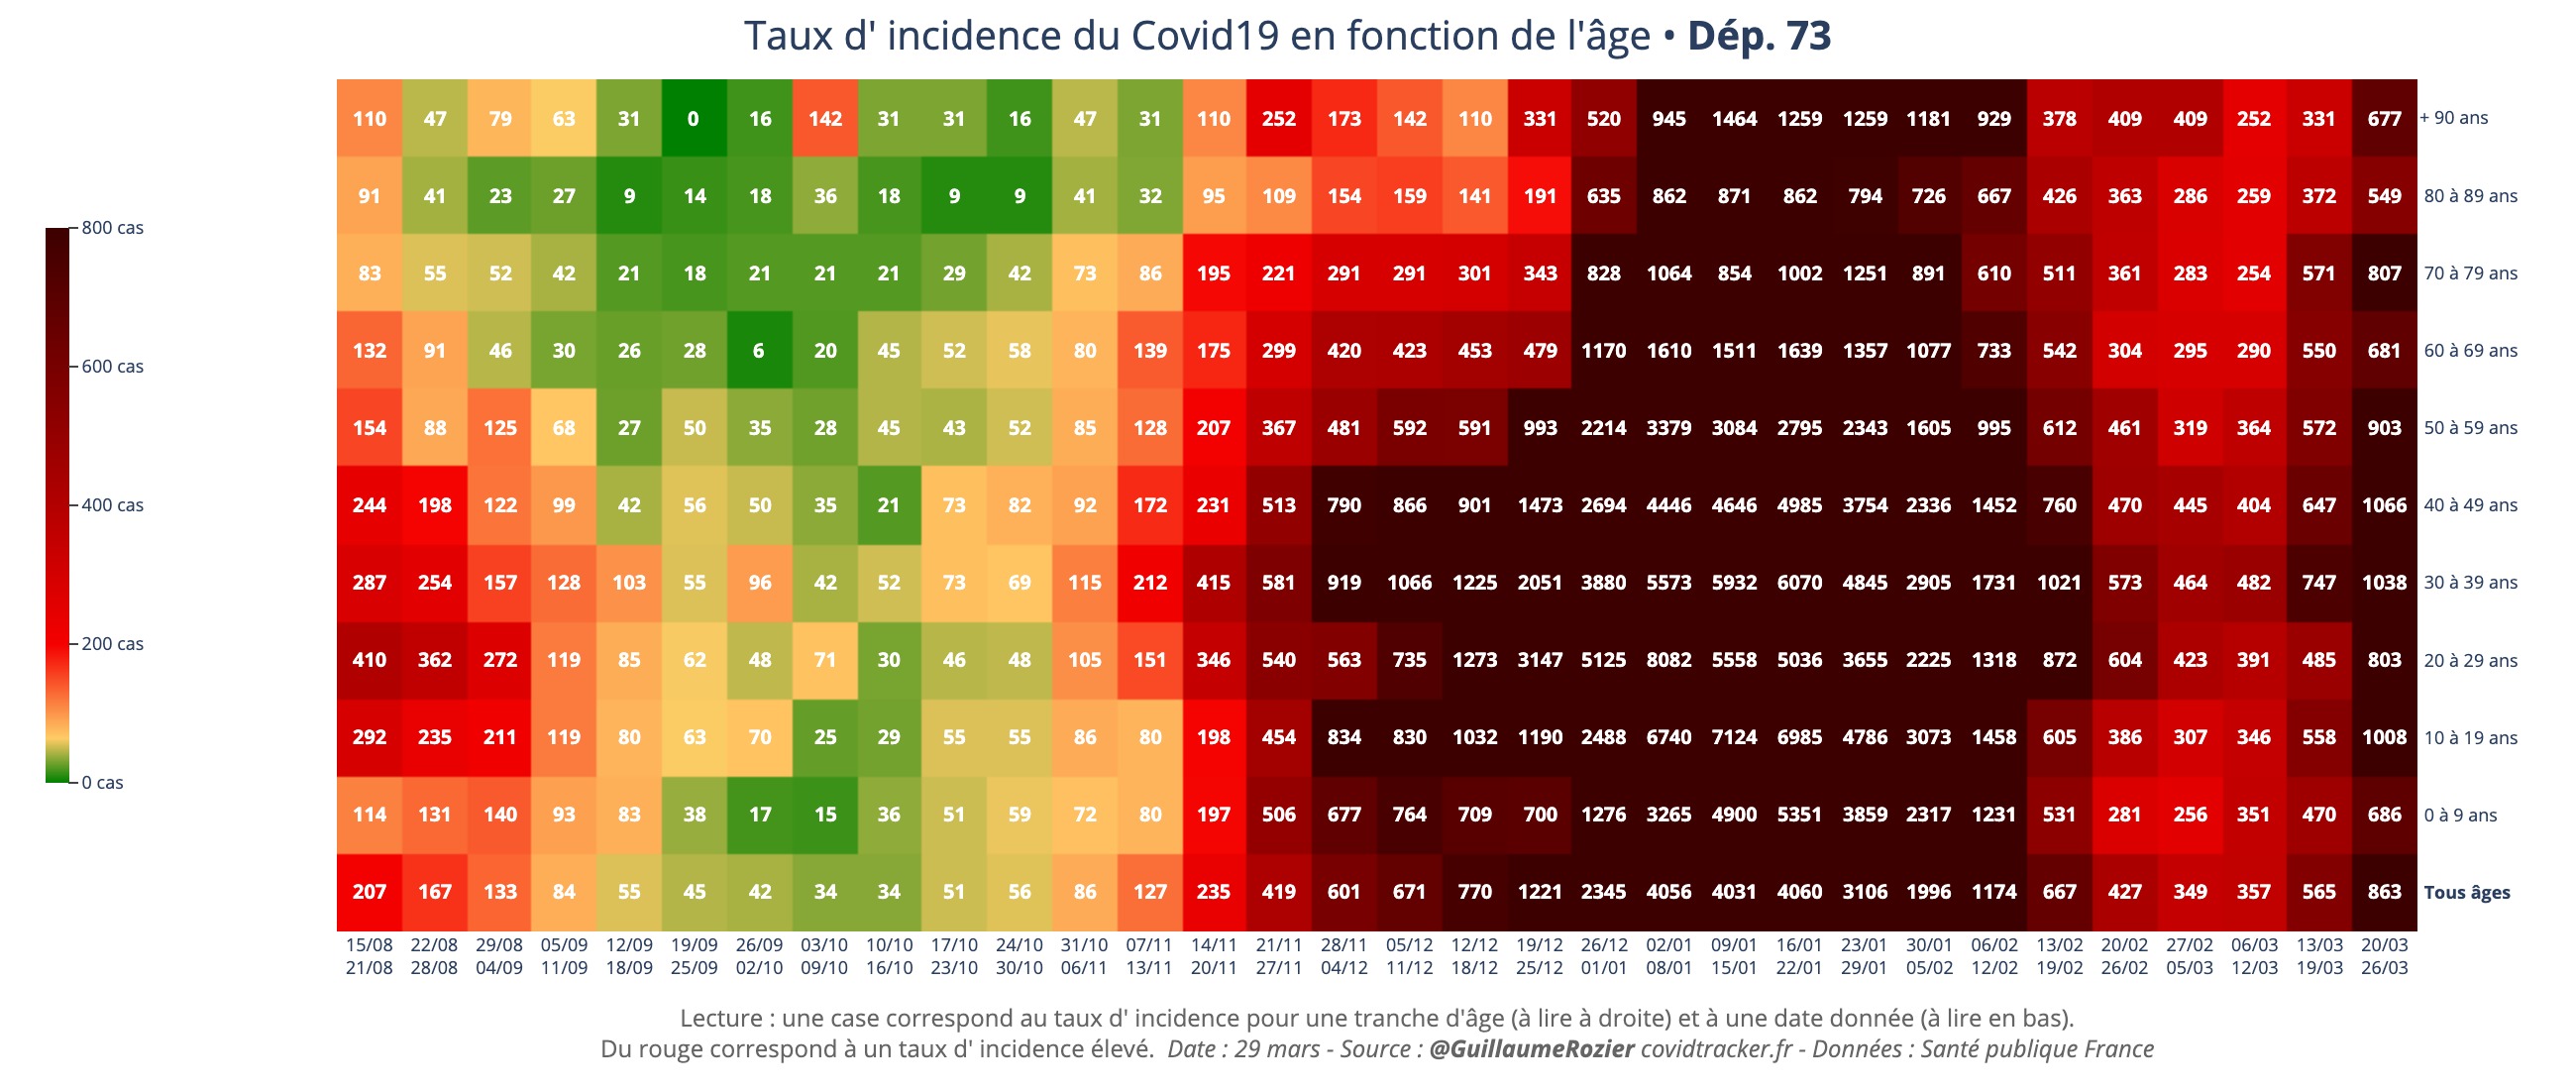 Taux d' incidence du Covid19 en fonction de l'âge • Dép. 73
110 47 79 63 31 0 16 142 31 31 16 47 31 110 252 173 142 110 331 520 945 1464 1259 1259 1181 929 378 409 409 252 331 677 + 90 ans
91 41 23 27 9 14 18 36 18 9 9 41 32 95 109 154 159 141 191 635 862 871 862 794 726 667 426 363 286 259 372 549 80 à 89 ans
800 cas
83 55 52 42 21 18 21 21 21 29 42 73 86 195 221 291 291 301 343 828 1064 854 1002 1251 891 610 511 361 283 254 571 807 70 à 79 ans
132 91 46 30 26 28 6 20 45 52 58 80 139 175 299 420 423 453 479 1170 1610 1511 1639 1357 1077 733 542 304 295 290 550 681 60 à 69 ans
600 cas
154 88 125 68 27 50 35 28 45 43 52 85 128 207 367 481 592 591 993 2214 3379 3084 2795 2343 1605 995 612 461 319 364 572 903 50 à 59 ans
400 cas
244 198 122 99 42 56 50 35 21 73 82 92 172 231 513 790 866 901 1473 2694 4446 4646 4985 3754 2336 1452 760 470 445 404 647 1066 40 à 49 ans
287 254 157 128 103 55 96 42 52 73 69 115 212 415 581 919 1066 1225 2051 3880 5573 5932 6070 4845 2905 1731 1021 573 464 482 747 1038 30 à 39 ans
200 cas
410 362 272 119 85 62 48 71 30 46 48 105 151 346 540 563 735 1273 3147 5125 8082 5558 5036 3655 2225 1318 872 604 423 391 485 803 20 à 29 ans
292 235 211 119 80 63 70 25 29 55 55 86 80 198 454 834 830 1032 1190 2488 6740 7124 6985 4786 3073 1458 605 386 307 346 558 1008 10 à 19 ans
0 cas
114 131 140 93 83 38 17 15 36 51 59 72 80 197 506 677 764 709 700 1276 3265 4900 5351 3859 2317 1231 531 281 256 351 470 686 0 à 9 ans
207 167 133 84 55 45 42 34 34 51 56 86 127 235 419 601 671 770 1221 2345 4056 4031 4060 3106 1996 1174 667 427 349 357 565 863 Tous âges
15/08 22/08 29/08 05/09 12/09 19/09 26/09 03/10 10/10 17/10 24/10 31/10 07/11 14/11 21/11 28/11 05/12 12/12 19/12 26/12 02/01 09/01 16/01 23/01 30/01 06/02 13/02 20/02 27/02 06/03 13/03 20/03
21/08 28/08 04/09 11/09 18/09 25/09 02/10 09/10 16/10 23/10 30/10 06/11 13/11 20/11 27/11 04/12 11/12 18/12 25/12 01/01 08/01 15/01 22/01 29/01 05/02 12/02 19/02 26/02 05/03 12/03 19/03 26/03
Lecture : une case correspond au taux d' incidence pour une tranche d'âge (à lire à droite) et à une date donnée (à lire en bas).
Du rouge correspond à un taux d' incidence élevé. Date : 29 mars - Source : @GuillaumeRozier covidtracker.fr - Données : Santé publique France